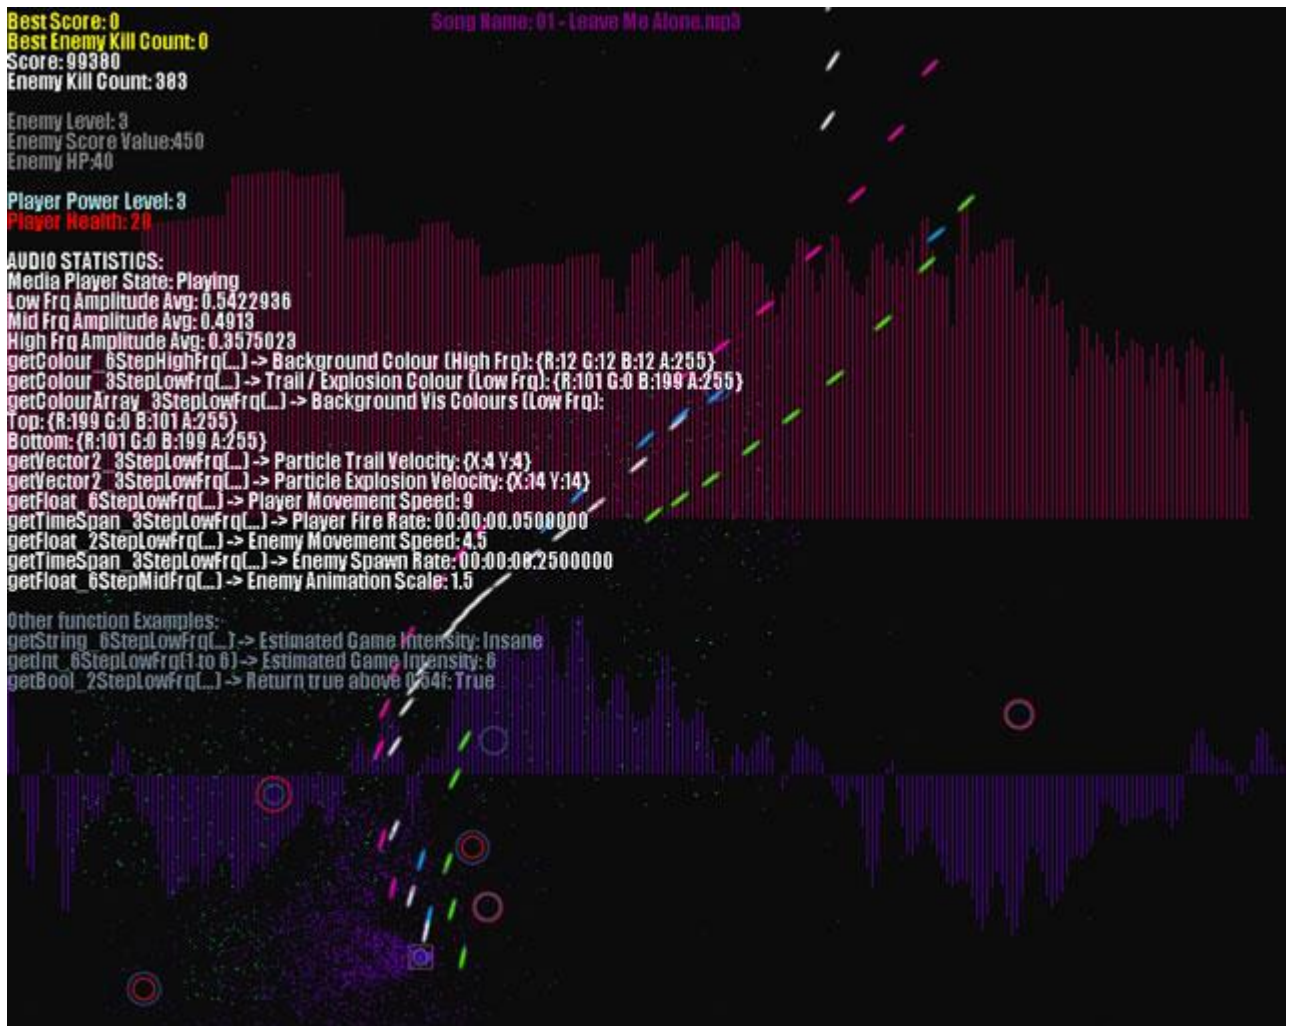 Best Score: 0
Song Name: 01 - Leave Me Alone.mp3
Best Enemy Kill Count: 0
Score: 99380
Enemy Kill Count: 383
Enemy Level: 3
Enemy Score Value:450
Enemy HP:40
Player Power Level: 3
Player Health: 20
AUDIO STATISTICS:
Media Player State: Playing
Low Frq Amplitude Avg: 0.5422936
Mid Frq Amplitude Avg: 0.4913
High Frq Amplitude Avg: 0.3575023
getColour_6StepHighFrq(...) -> Background Colour (High Frq): {R:12 G:12 B:12 A:255}
getColour_3StepLowFrq(...) -> Trail / Explosion Colour (Low Frq): {R:101 G:0 B:199 A:255}
getColourArray_3StepLowFrq(...) -> Background Vis Colours (Low Frq):
Top: {R:199 G:0 B:101 A:255}
Bottom: {R:101 G:0 B:199 A:255}
getVector2_3StepLowFrq(...) -> Particle Trail Velocity: {X:4 Y:4}
getVector2_3StepLowFrq(...) -> Particle Explosion Velocity: {X:14 Y:14}
getFloat_6StepLowFrq(...) -> Player Movement Speed: 9
getTimeSpan_3StepLowFrq(...) -> Player Fire Rate: 00:00:00.0500000
getFloat_2StepLowFrq(...) -> Enemy Movement Speed: 4.5
getTimeSpan_3StepLowFrq(...) -> Enemy Spawn Rate: 00:00:00.2500000
getFloat_6StepMidFrq(...) -> Enemy Animation Scale: 1.5
Other function Examples:
getString_6StepLowFrq(...) -> Estimated Game Intensity: Insane
getInt_6StepLowFrq(1 to 6) -> Estimated Game Intensity: 6
getBool_2StepLowFrq(...) -> Return true above 0.54f: True